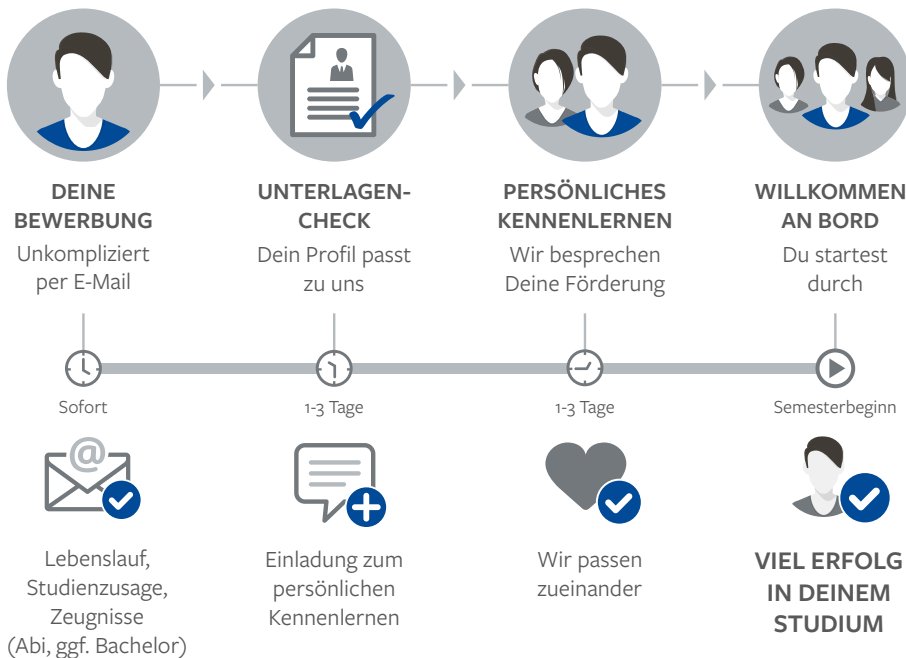 DEINE
BEWERBUNG
Unkompliziert
per E-Mail
UNTERLAGEN-
CHECK
Dein Profil passt
zu uns
PERSÖNLICHES
KENNENLERNEN
Wir besprechen
Deine Förderung
WILLKOMMEN
AN BORD
Du startest
durch
Sofort
1-3 Tage
1-3 Tage
Semesterbeginn
@
Lebenslauf,
Studienzusage,
Zeugnisse
(Abi, ggf. Bachelor)
Einladung zum
persönlichen
Kennenlernen
Wir passen
zueinander
VIEL ERFOLG
IN DEINEM
STUDIUM